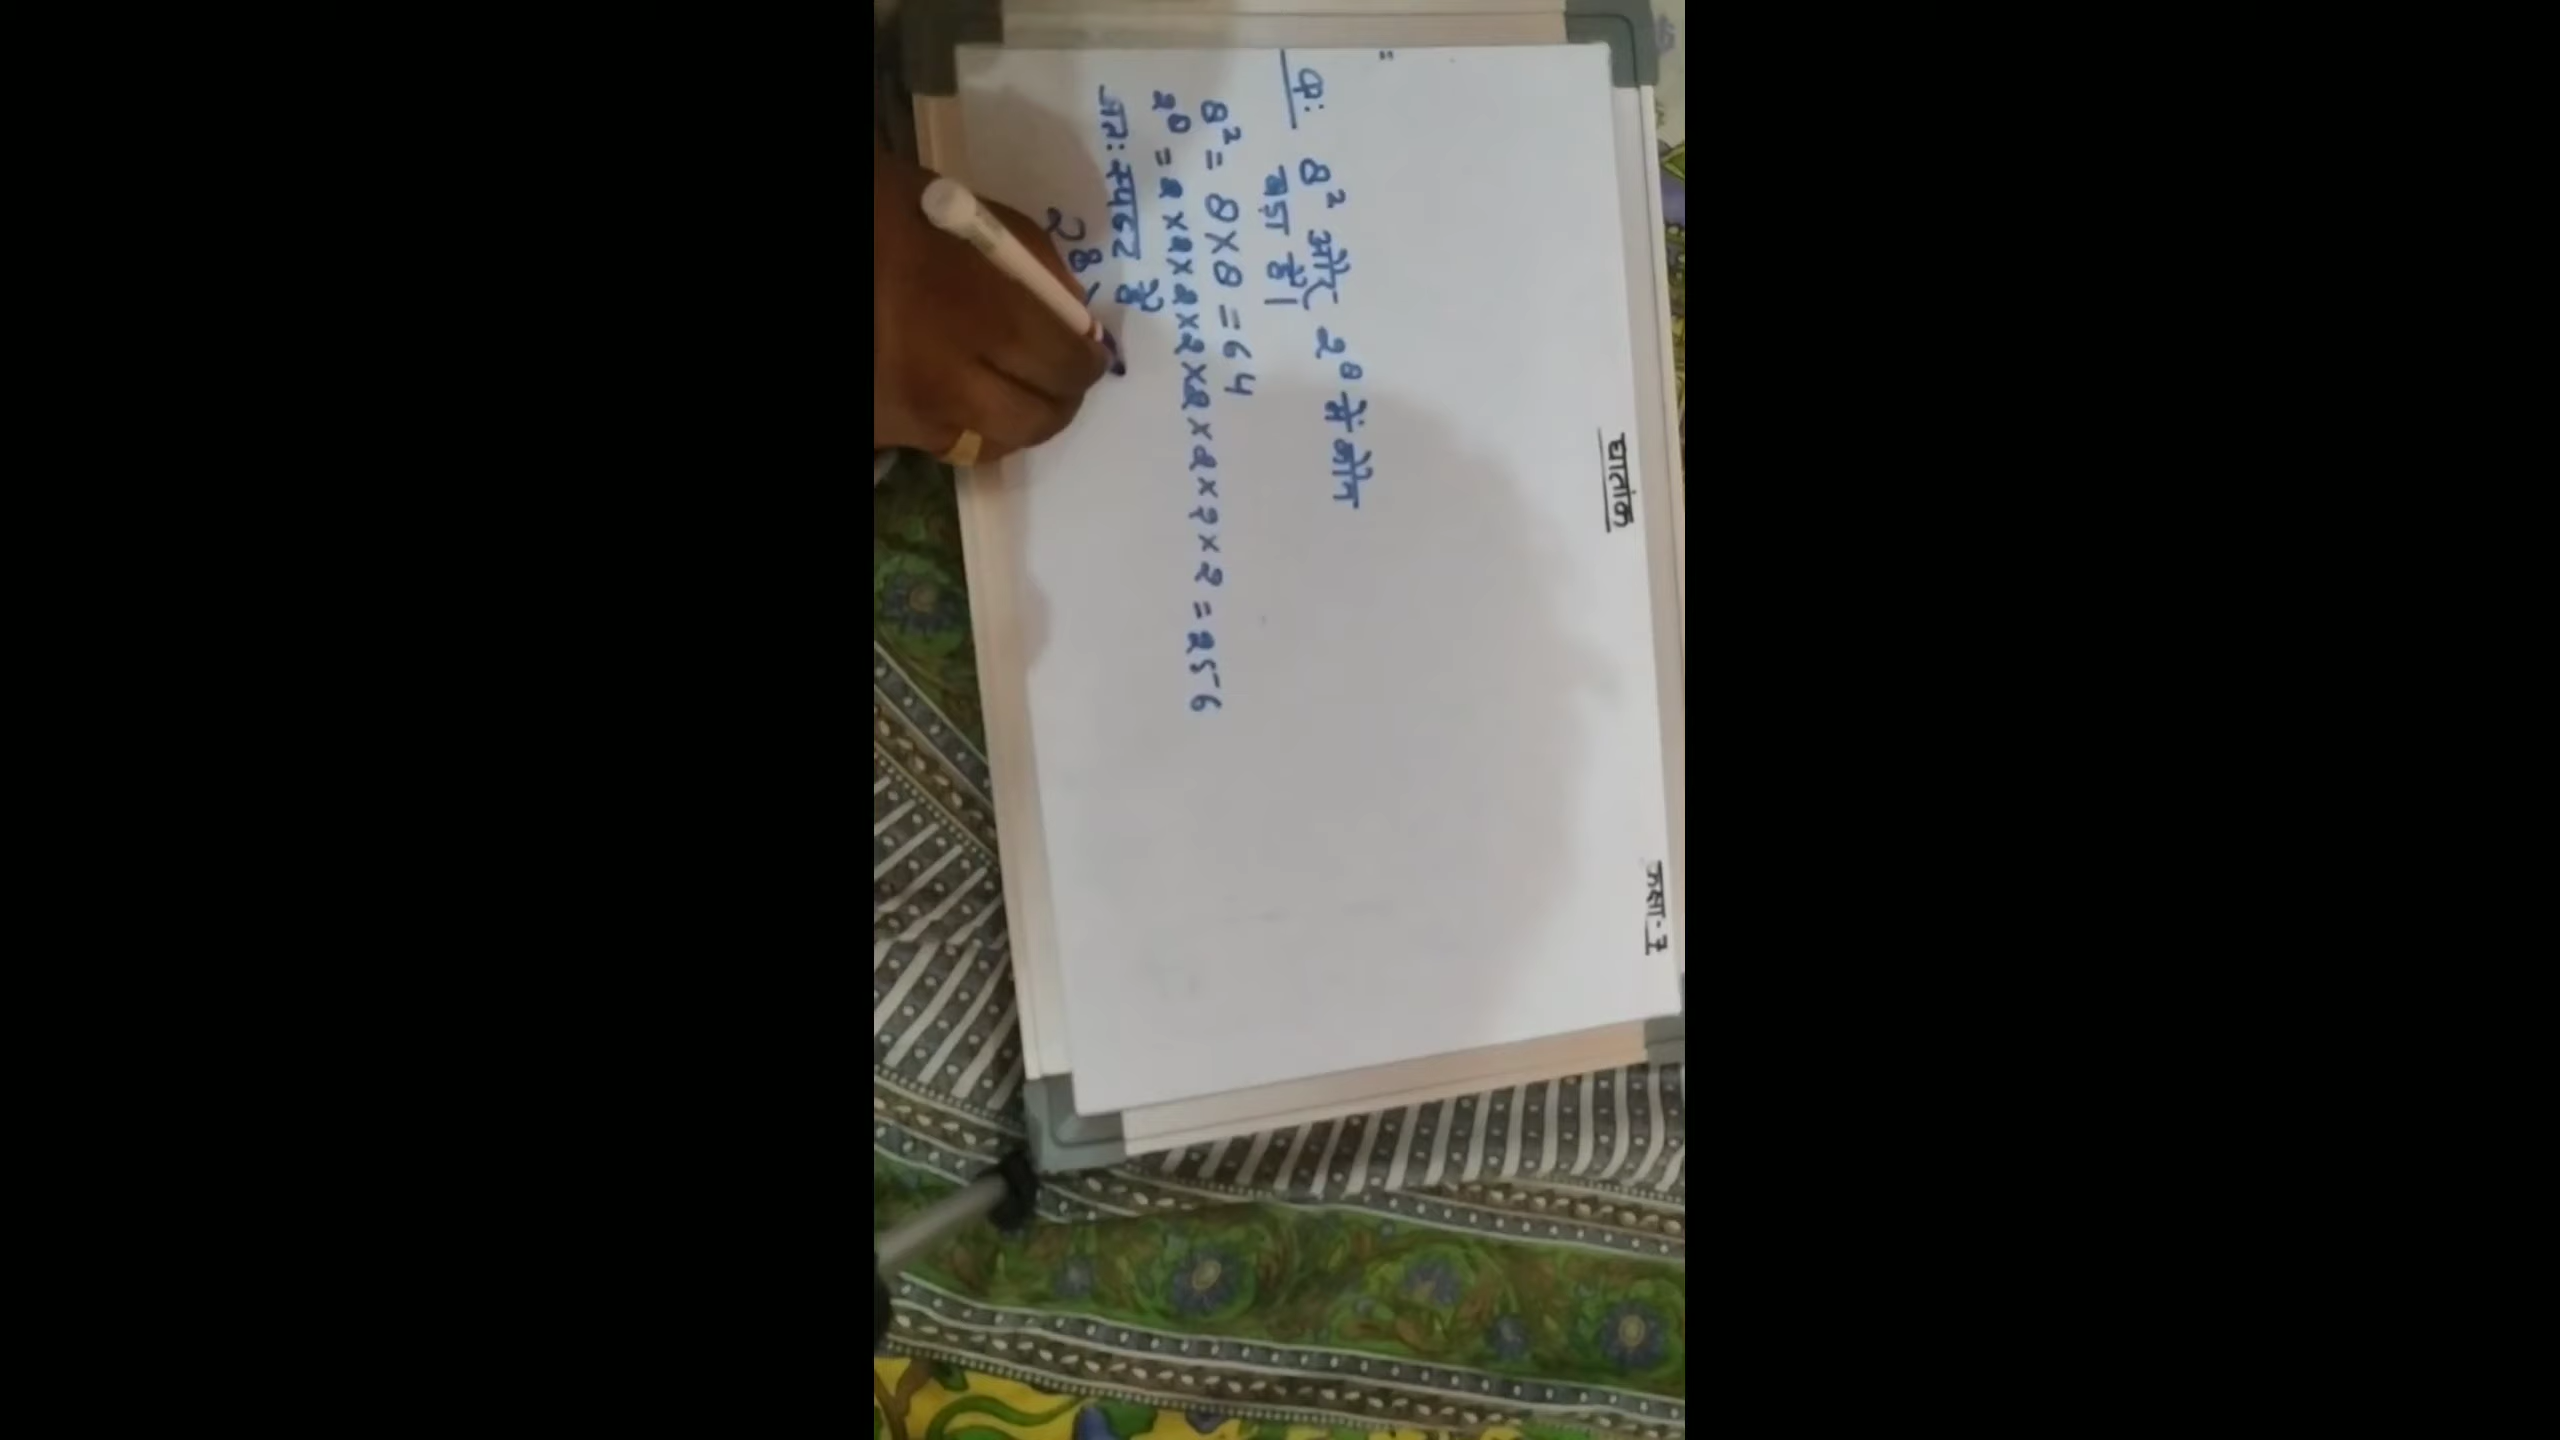 कक्षा-7
घातांक
"
प्र: 8² और 2⁸ में कौन
बड़ा है।
8² = 8×8 = 64
2⁸ = 2×2×2×2×2×2×2×2 = 256
अतः स्पष्ट है
2⁸ >